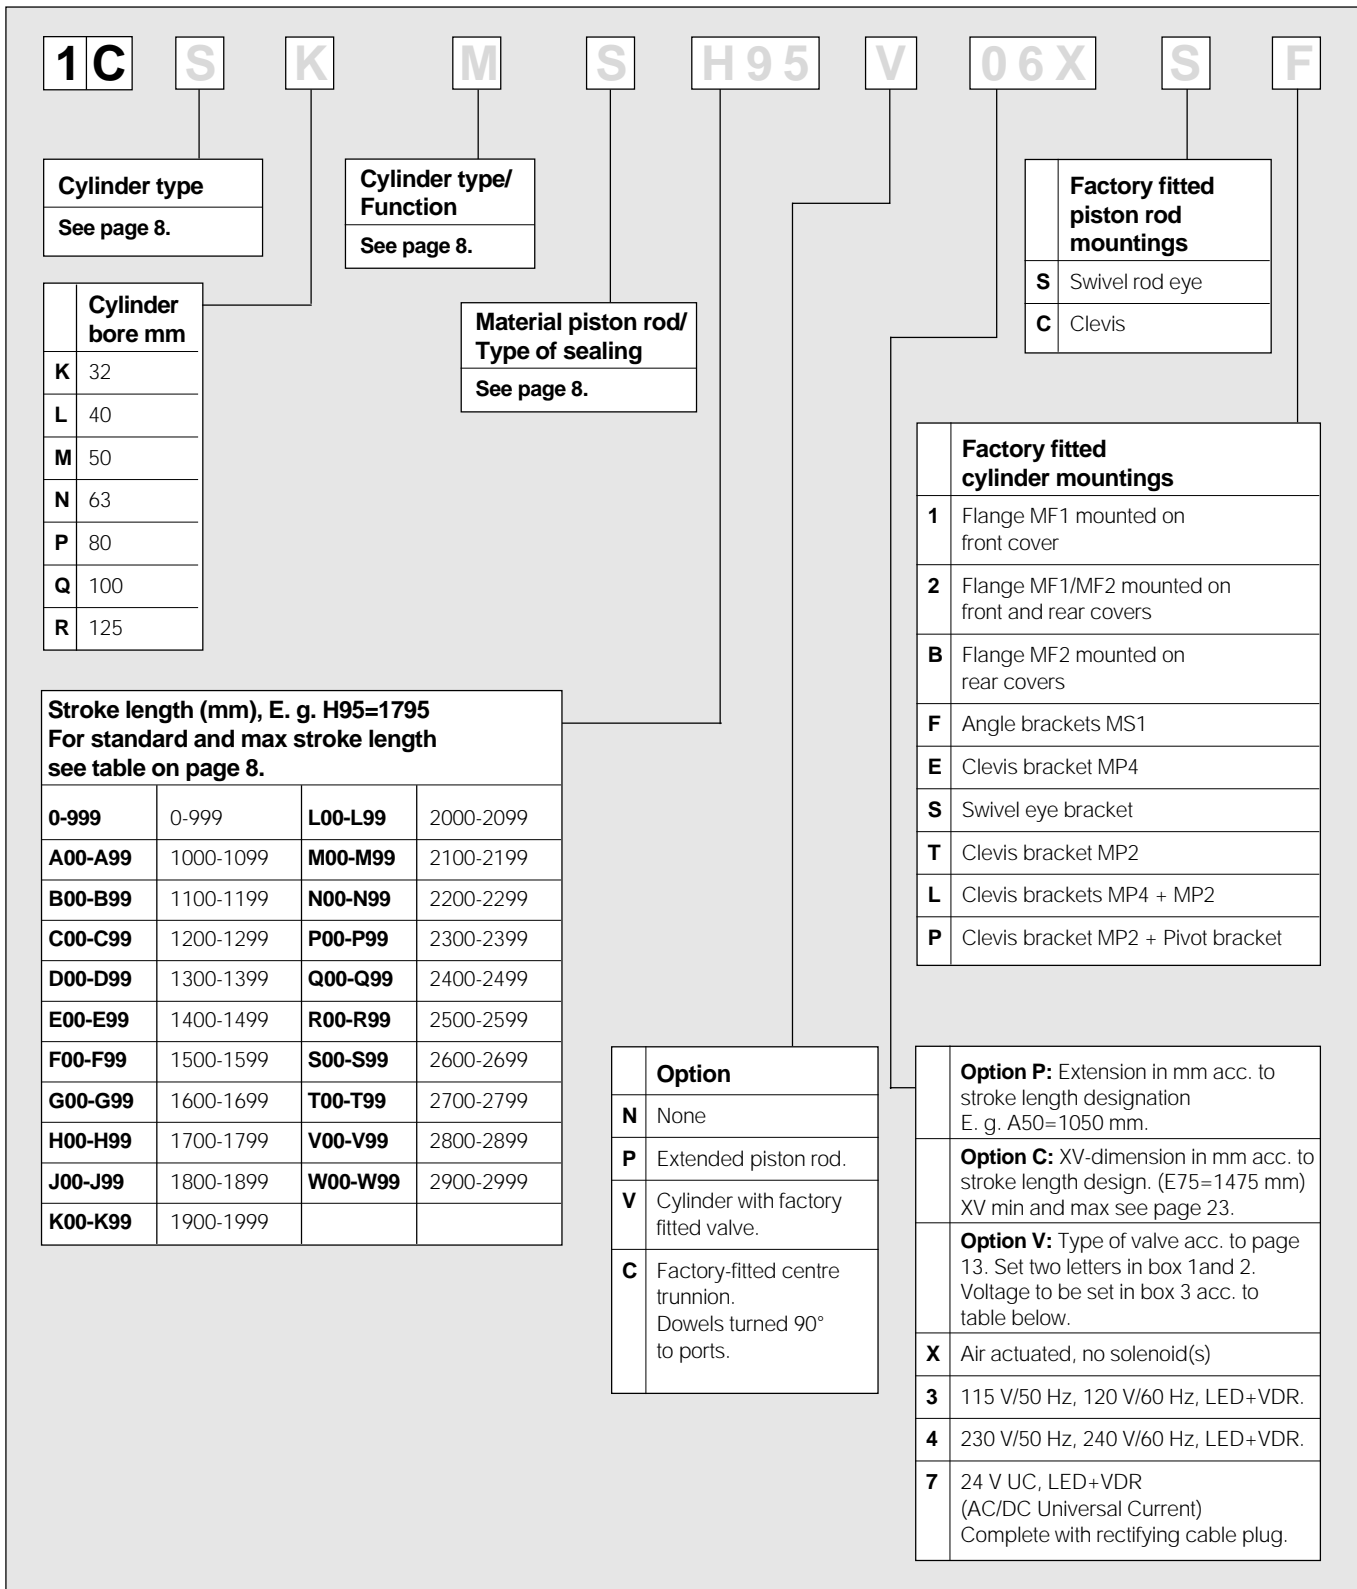 1C S K M S H95 V 06X S F
Cylinder type
See page 8.
Cylinder type/
Function
See page 8.
Factory fitted
piston rod
mountings
S Swivel rod eye
C Clevis
Cylinder
bore mm
K 32
L 40
M 50
N 63
P 80
Q 100
R 125
Material piston rod/
Type of sealing
See page 8.
Factory fitted
cylinder mountings
1 Flange MF1 mounted on
front cover
2 Flange MF1/MF2 mounted on
front and rear covers
B Flange MF2 mounted on
rear covers
F Angle brackets MS1
E Clevis bracket MP4
S Swivel eye bracket
T Clevis bracket MP2
L Clevis brackets MP4 + MP2
P Clevis bracket MP2 + Pivot bracket
Stroke length (mm), E. g. H95=1795
For standard and max stroke length
see table on page 8.
0-999 0-999 L00-L99 2000-2099
A00-A99 1000-1099 M00-M99 2100-2199
B00-B99 1100-1199 N00-N99 2200-2299
C00-C99 1200-1299 P00-P99 2300-2399
D00-D99 1300-1399 Q00-Q99 2400-2499
E00-E99 1400-1499 R00-R99 2500-2599
F00-F99 1500-1599 S00-S99 2600-2699
G00-G99 1600-1699 T00-T99 2700-2799
H00-H99 1700-1799 V00-V99 2800-2899
J00-J99 1800-1899 W00-W99 2900-2999
K00-K99 1900-1999
Option
N None
P Extended piston rod.
V Cylinder with factory
fitted valve.
C Factory-fitted centre
trunnion.
Dowels turned 90°
to ports.
Option P: Extension in mm acc. to
stroke length designation
E. g. A50=1050 mm.
Option C: XV-dimension in mm acc. to
stroke length design. (E75=1475 mm)
XV min and max see page 23.
Option V: Type of valve acc. to page
13. Set two letters in box 1and 2.
Voltage to be set in box 3 acc. to
table below.
X Air actuated, no solenoid(s)
3 115 V/50 Hz, 120 V/60 Hz, LED+VDR.
4 230 V/50 Hz, 240 V/60 Hz, LED+VDR.
7 24 V UC, LED+VDR
(AC/DC Universal Current)
Complete with rectifying cable plug.